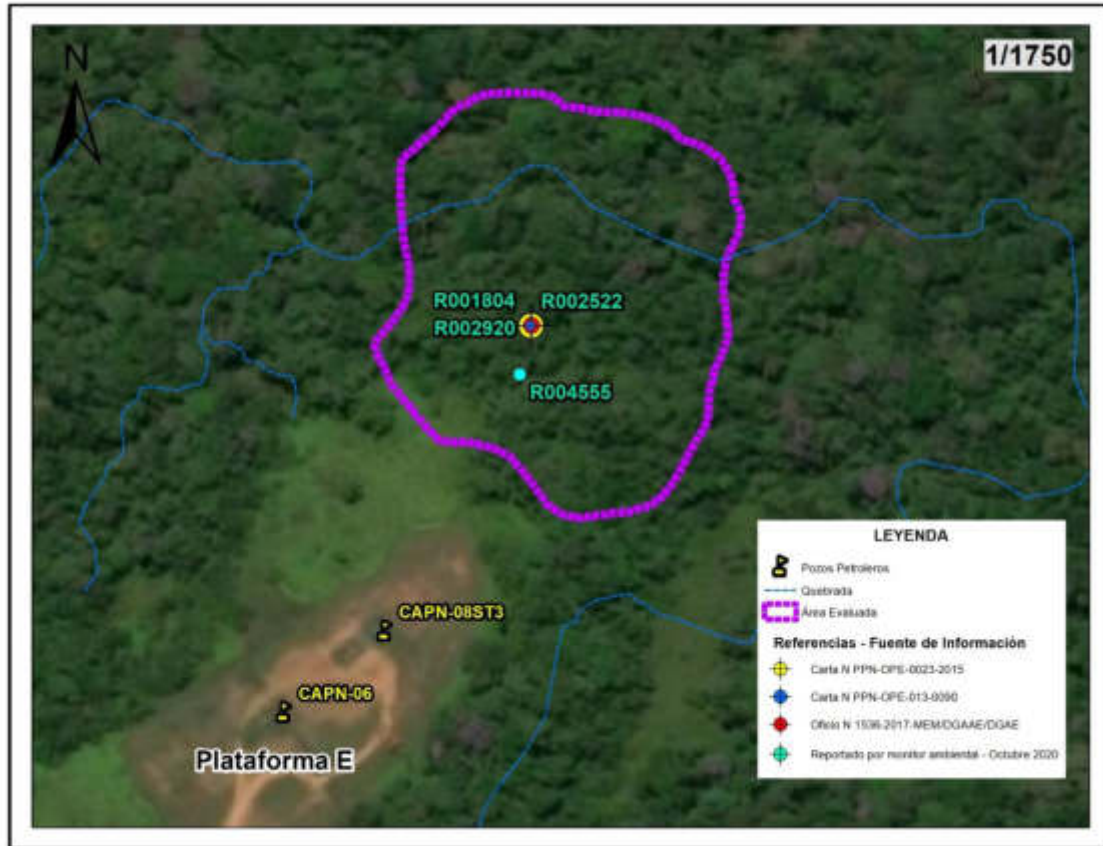 N
1/1750
R001804 R002522
R002920
R004555
CAPN-08ST3
CAPN-06
Plataforma E
LEYENDA
Pozos Petroleros
Quebrada
Área Evaluada
Referencias - Fuente de Información
Carta N PPN-OPE-0023-2015
Carta N PPN-OPE-013-0090
Oficio N 1536-2017-MEM/DGAAE/DGAE
Reportado por monitor ambiental - Octubre 2020